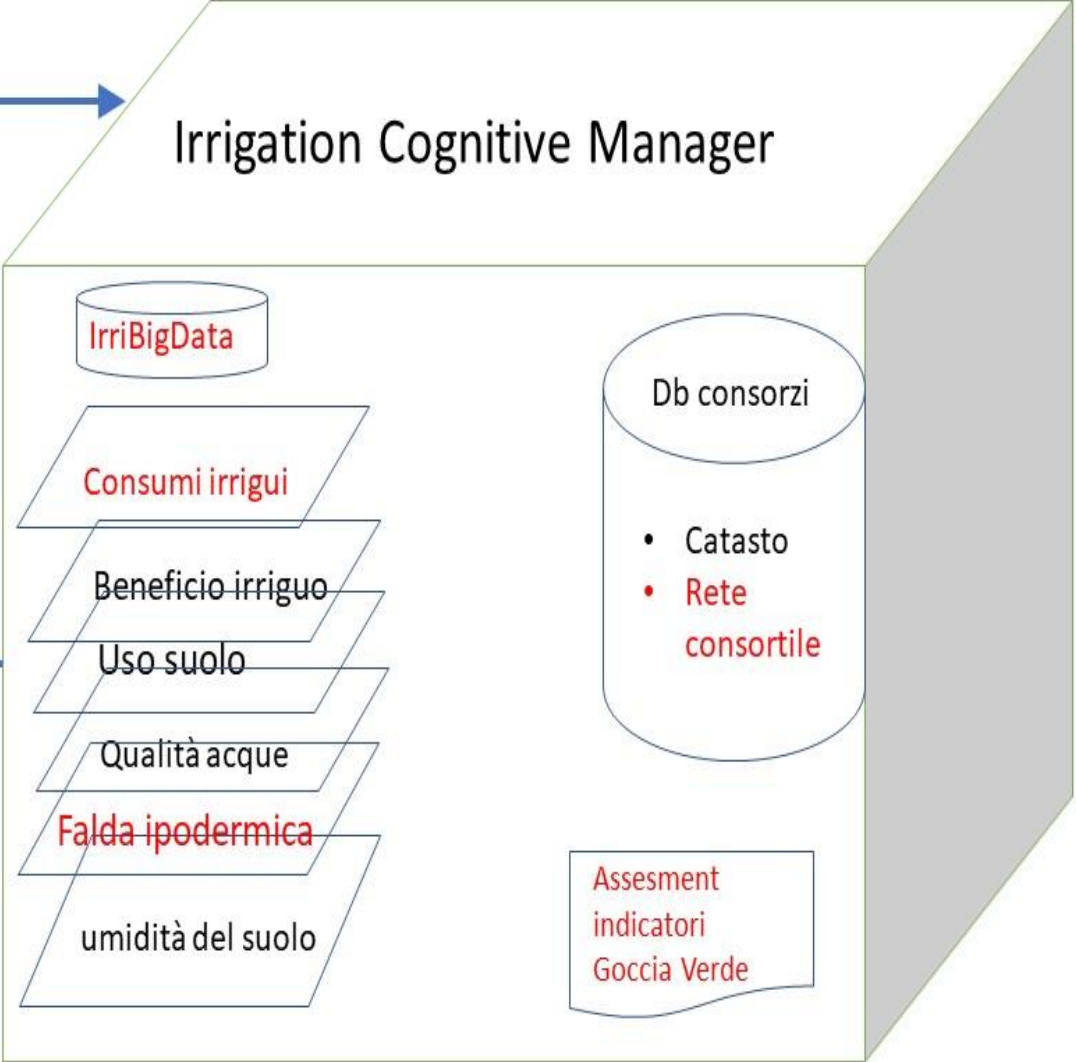 Irrigation Cognitive Manager
IrriBigData
Consumi irrigui
Beneficio irriguo
Uso suolo
Qualità acque
Falda ipodermica
umidità del suolo
Db consorzi
• Catasto
• Rete
consortile
Assesment
indicatori
Goccia Verde